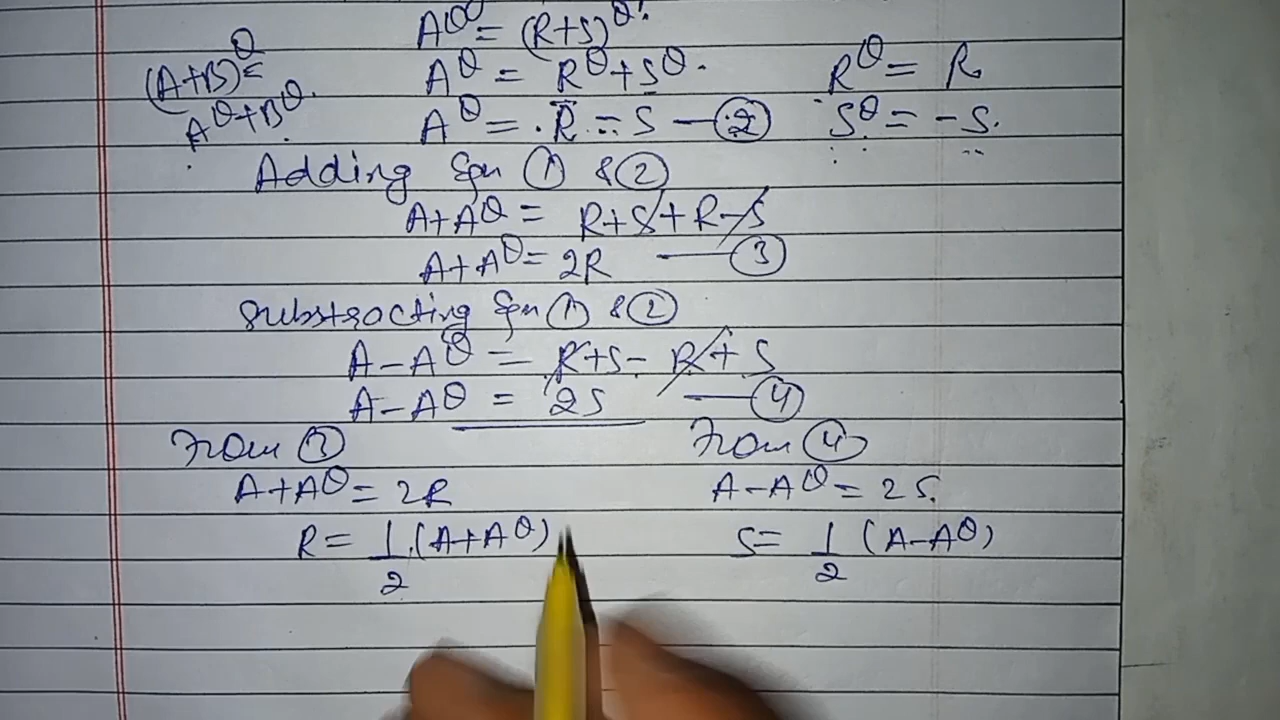 A^θ = (R+S)^θ.
(A+B)^θ =
A^θ+B^θ.
A^θ = R^θ+S^θ.
R^θ = R
A^θ = R - S — ②
S^θ = -S.
Adding Eqn ① & ②
A+A^θ = R+S+R-S
A+A^θ = 2R — ③
Substracting Eqn ① & ②
A-A^θ = R+S-R+S
A-A^θ = 2S — ④
From ③
From ④
A+A^θ = 2R
A-A^θ = 2S.
R = 1/2 (A+A^θ)
S = 1/2 (A-A^θ)